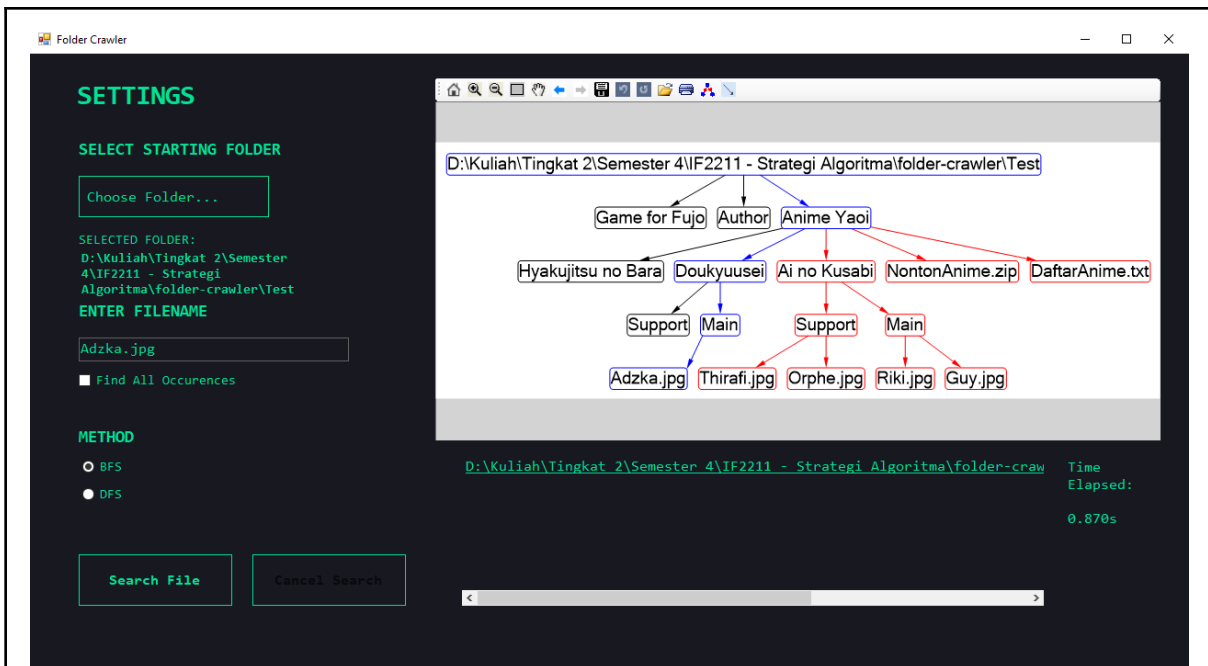 Folder Crawler
SETTINGS
SELECT STARTING FOLDER
Choose Folder...
SELECTED FOLDER:
D:\Kuliah\Tingkat 2\Semester
4\IF2211 - Strategi
Algoritma\folder-crawler\Test
ENTER FILENAME
Adzka.jpg
Find All Occurences
METHOD
BFS
DFS
Search File
Cancel Search
D:\Kuliah\Tingkat 2\Semester 4\IF2211 - Strategi Algoritma\folder-crawler\Test
Game for Fujo Author Anime Yaoi
Hyakujitsu no Bara Doukyuusei Ai no Kusabi NontonAnime.zip DaftarAnime.txt
Support Main Support Main
Adzka.jpg Thirafi.jpg Orphe.jpg Riki.jpg Guy.jpg
D:\Kuliah\Tingkat 2\Semester 4\IF2211 - Strategi Algoritma\folder-craw
Time
Elapsed:
0.870s